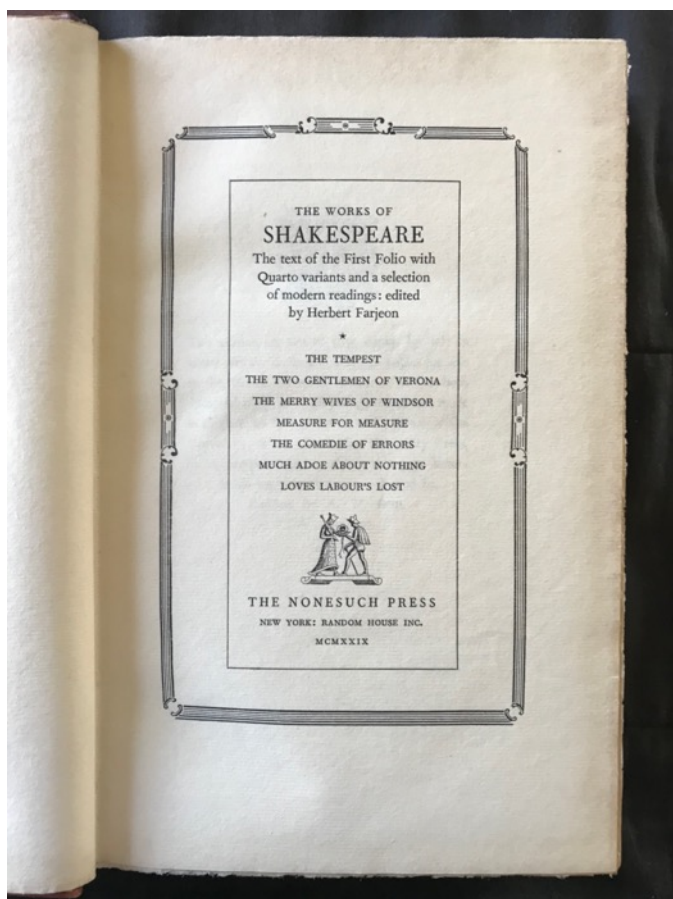 THE WORKS OF
SHAKESPEARE
The text of the First Folio with
Quarto variants and a selection
of modern readings: edited
by Herbert Farjeon
★
THE TEMPEST
THE TWO GENTLEMEN OF VERONA
THE MERRY WIVES OF WINDSOR
MEASURE FOR MEASURE
THE COMEDIE OF ERRORS
MUCH ADOE ABOUT NOTHING
LOVES LABOUR'S LOST
THE NONESUCH PRESS
NEW YORK: RANDOM HOUSE INC.
MCMXXIX